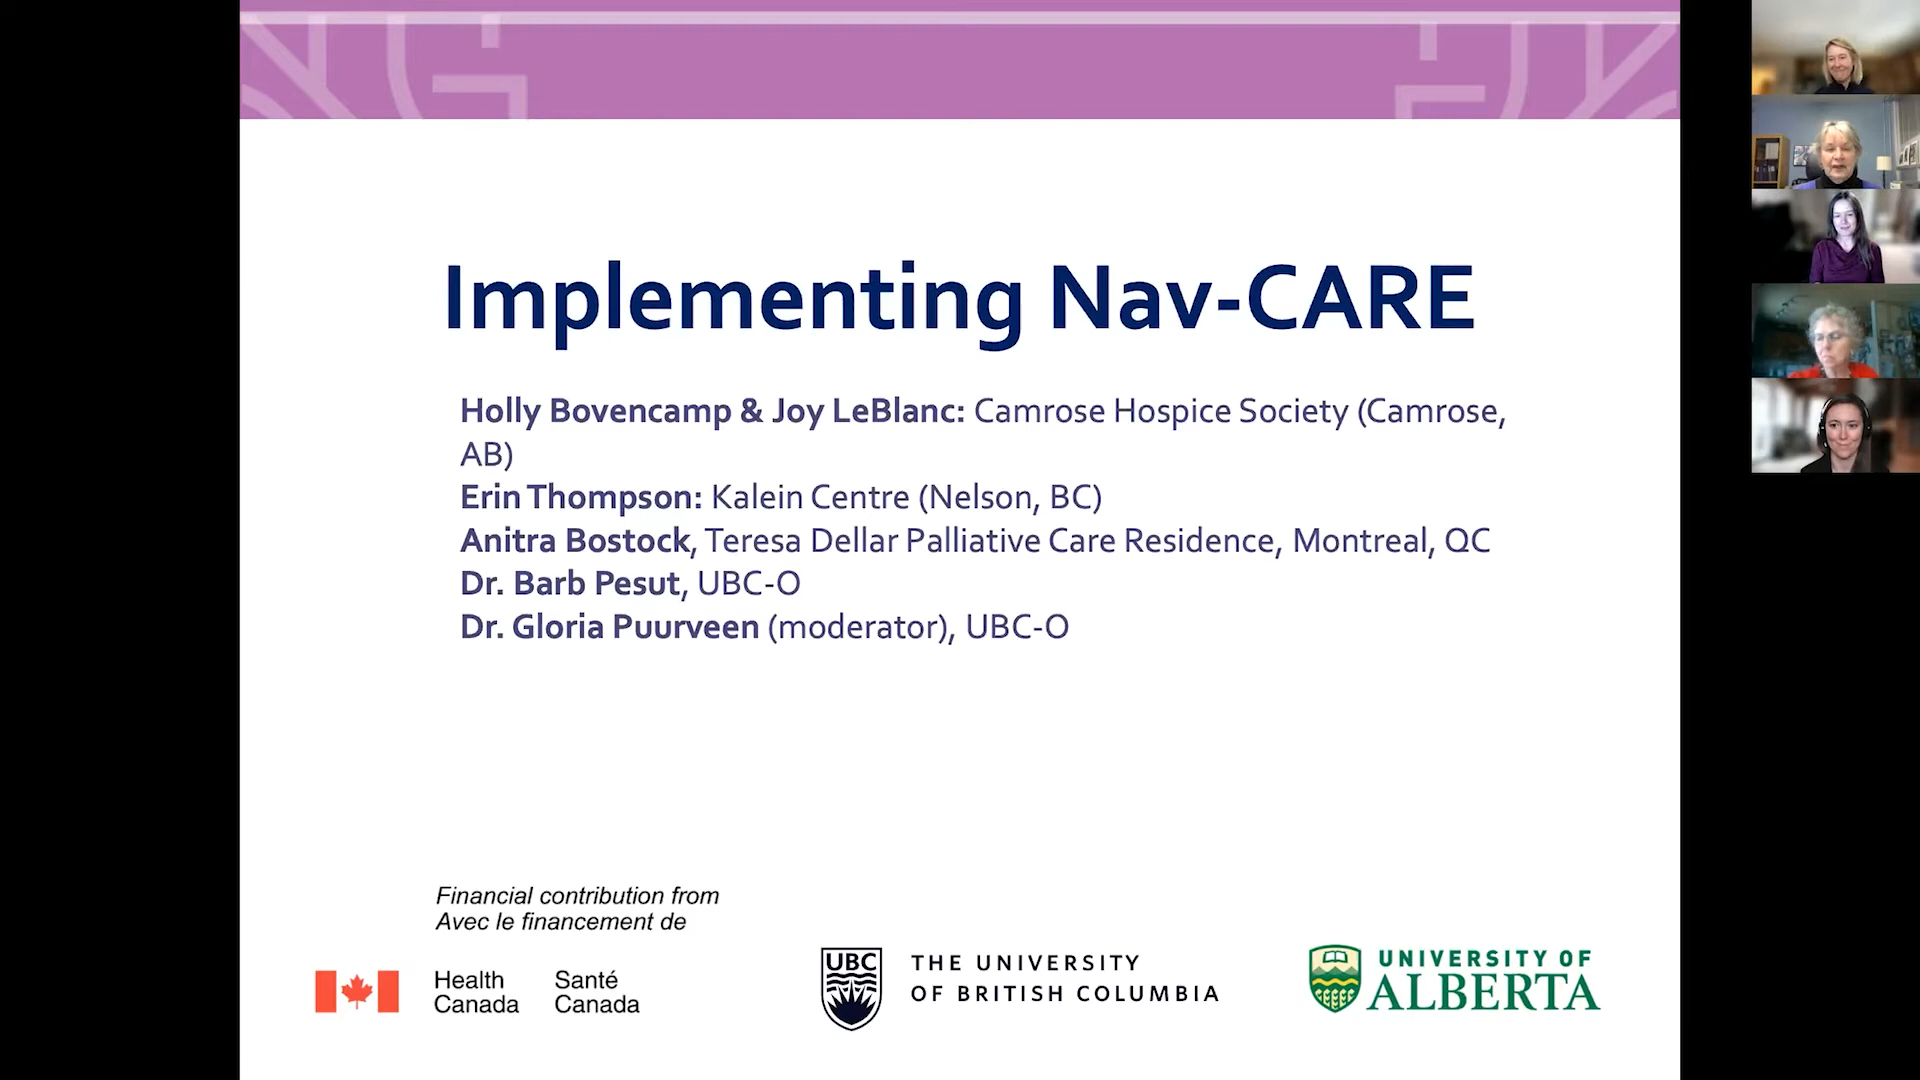 Implementing Nav-CARE
Holly Bovencamp & Joy LeBlanc: Camrose Hospice Society (Camrose,
AB)
Erin Thompson: Kalein Centre (Nelson, BC)
Anitra Bostock, Teresa Dellar Palliative Care Residence, Montreal, QC
Dr. Barb Pesut, UBC-O
Dr. Gloria Puurveen (moderator), UBC-O
Financial contribution from
Avec le financement de
Health Canada
Santé Canada
UBC
THE UNIVERSITY
OF BRITISH COLUMBIA
UNIVERSITY OF
ALBERTA